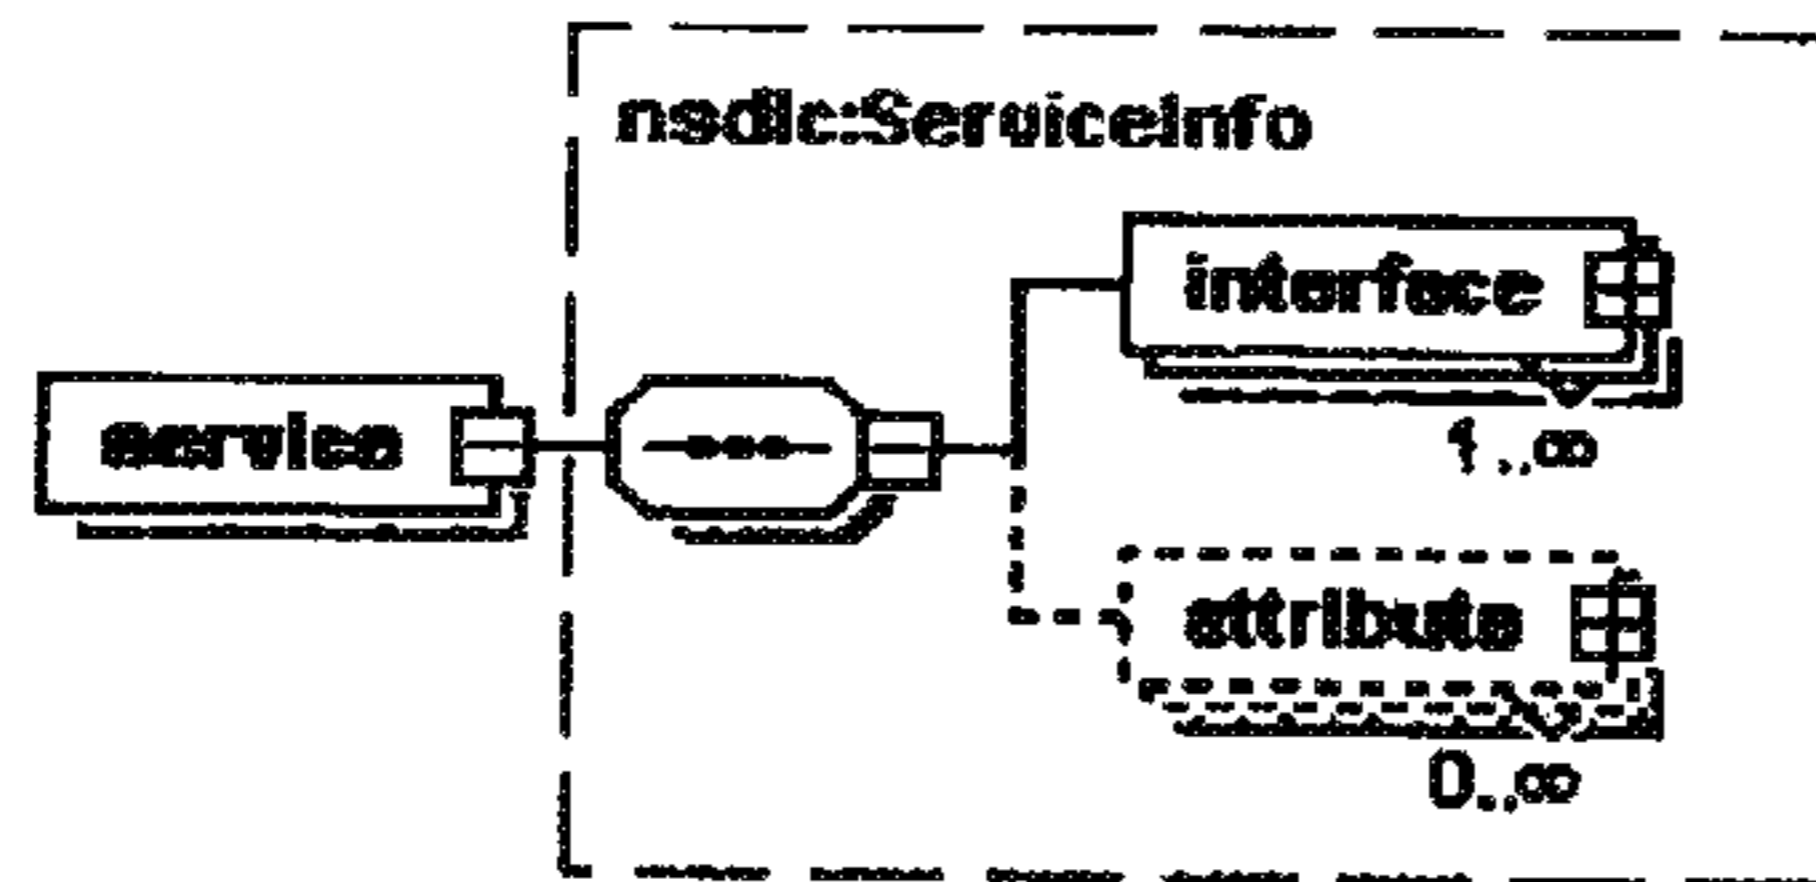 nsdlc:ServiceInfo
interface
service
1..∞
attribute
0..∞